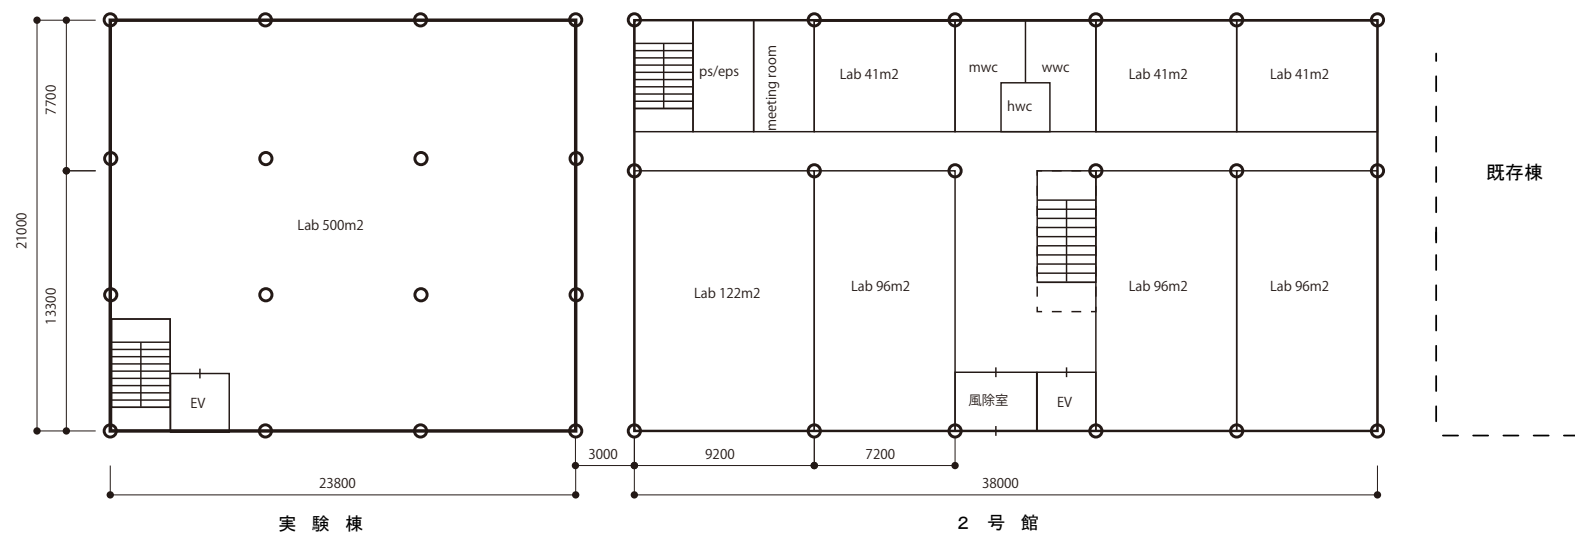 ps/eps
meeting room
Lab 41m2
mwc
wwc
hwc
Lab 41m2
Lab 41m2
7700
既存棟
21000
Lab 500m2
13300
Lab 122m2
Lab 96m2
Lab 96m2
Lab 96m2
EV
風除室
EV
3000
9200
7200
23800
38000
実 験 棟
２ 号 館